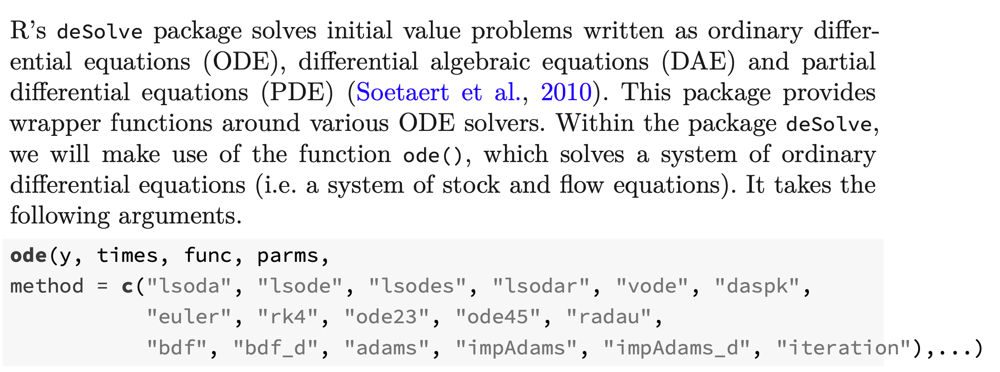 R’s deSolve package solves initial value problems written as ordinary differ-
ential equations (ODE), differential algebraic equations (DAE) and partial
differential equations (PDE) (Soetaert et al., 2010). This package provides
wrapper functions around various ODE solvers. Within the package deSolve,
we will make use of the function ode(), which solves a system of ordinary
differential equations (i.e. a system of stock and flow equations). It takes the
following arguments.
ode(y, times, func, parms,
method = c("lsoda", "lsode", "lsodes", "lsodar", "vode", "daspk",
"euler", "rk4", "ode23", "ode45", "radau",
"bdf", "bdf_d", "adams", "impAdams", "impAdams_d", "iteration"),...)